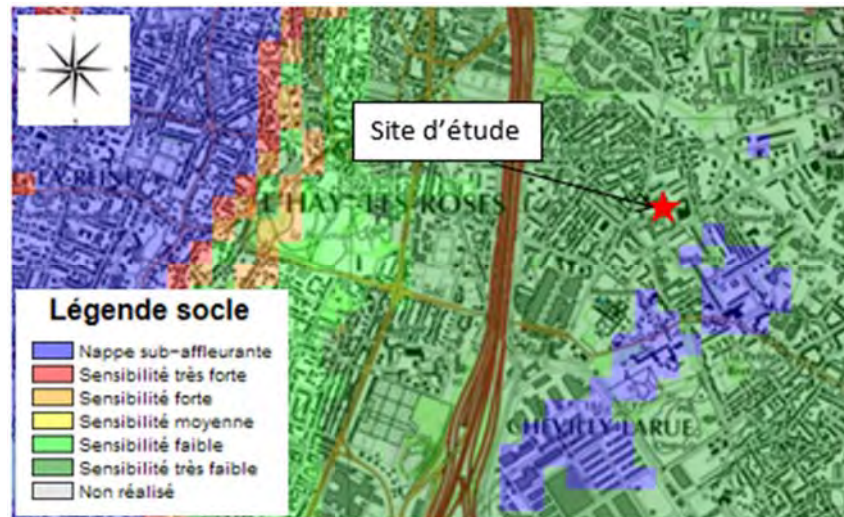 Site d'étude
L'HAY-LES-ROSES
Légende socle
Nappe sub-affleurante
Sensibilité très forte
Sensibilité forte
Sensibilité moyenne
Sensibilité faible
Sensibilité très faible
Non réalisé
CHEVILLY-LARUE